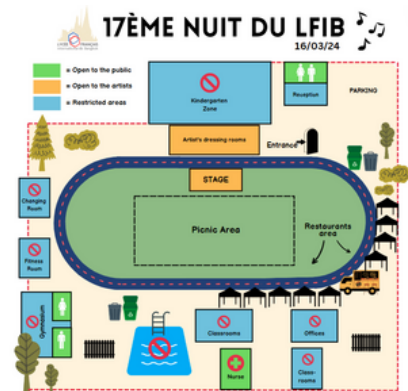 17ÈME NUIT DU LFIB
16/03/24
= Open to the public
= Open to the artists
= Restricted areas
Kindergarten
Zone
Reception
PARKING
Artist's dressing rooms
Entrance
STAGE
Changing
Room
Picnic Area
Restaurants
area
Fitness
Room
Gymnasium
Classrooms
Offices
Nurse
Class-
rooms